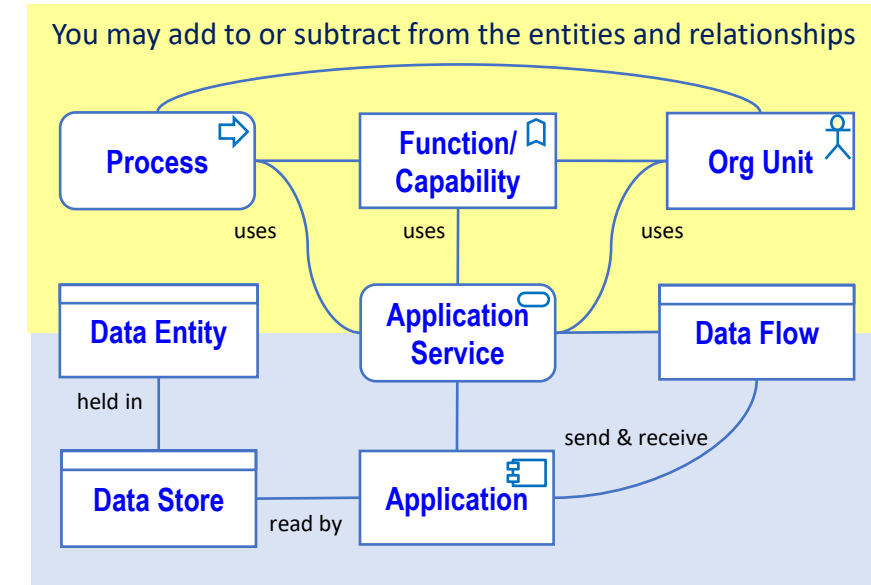 You may add to or subtract from the entities and relationships
Process
Function/
Capability
Org Unit
uses
uses
uses
Data Entity
Application
Service
Data Flow
held in
send & receive
Data Store
read by
Application